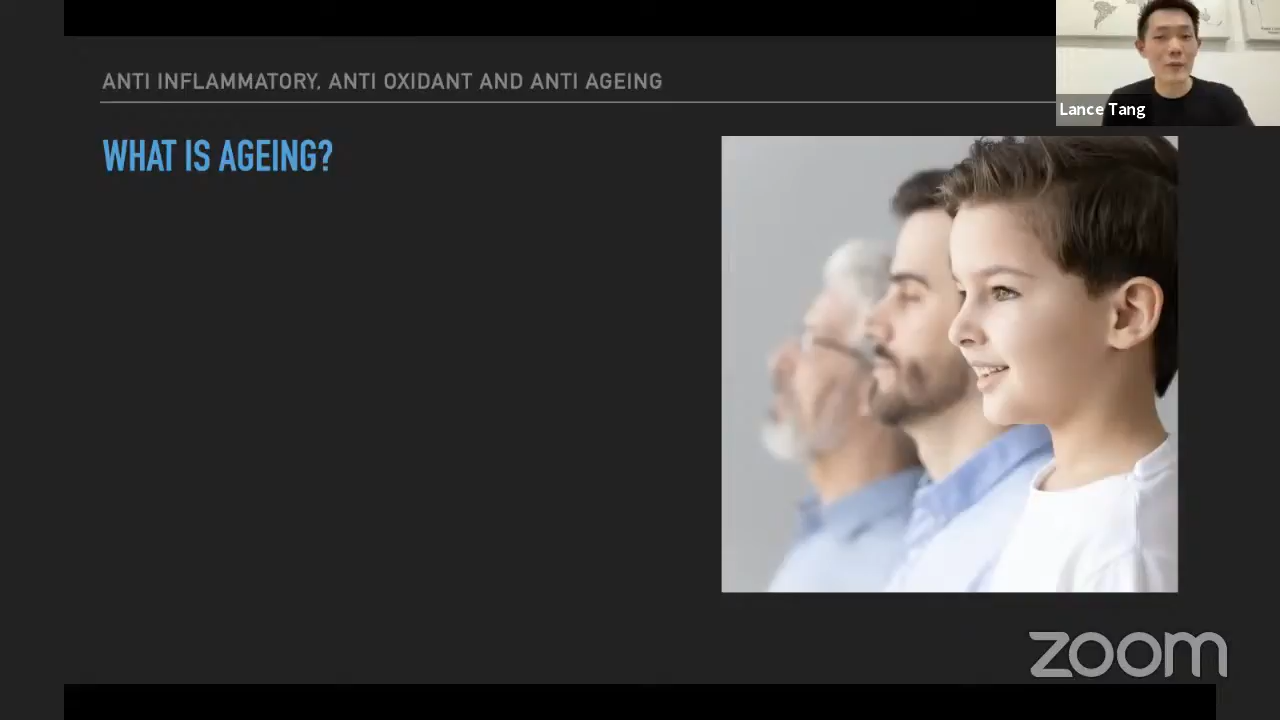 ANTI INFLAMMATORY, ANTI OXIDANT AND ANTI AGEING
Lance Tang
WHAT IS AGEING?
zoom